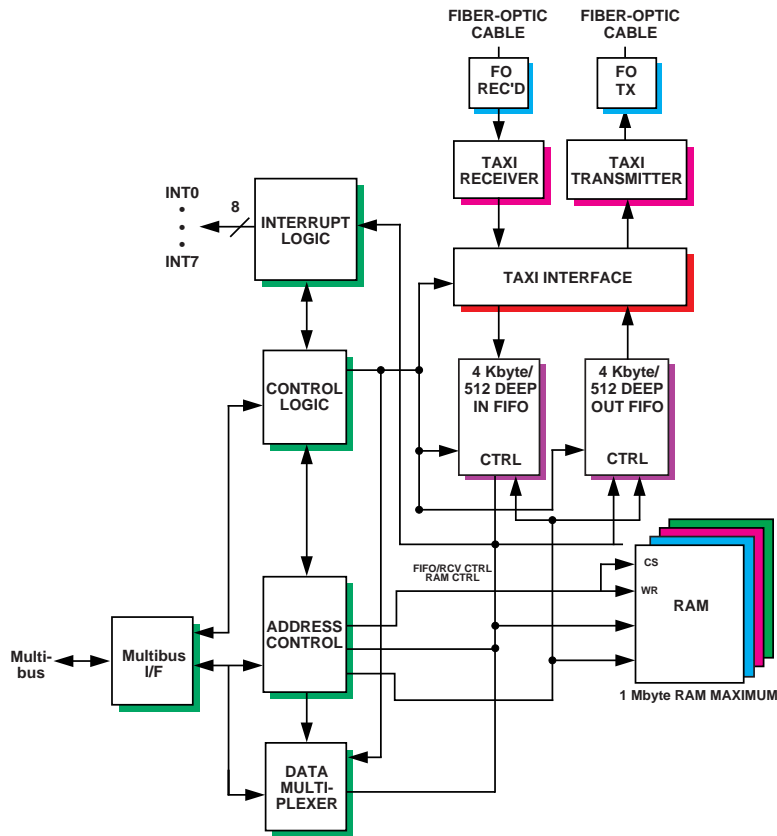 FIBER-OPTIC
CABLE
FIBER-OPTIC
CABLE
FO
REC'D
FO
TX
TAXI
RECEIVER
TAXI
TRANSMITTER
INT0
INT7
8
INTERRUPT
LOGIC
TAXI INTERFACE
CONTROL
LOGIC
4 Kbyte/
512 DEEP
IN FIFO
CTRL
4 Kbyte/
512 DEEP
OUT FIFO
CTRL
FIFO/RCV CTRL
RAM CTRL
CS
WR
RAM
1 Mbyte RAM MAXIMUM
ADDRESS
CONTROL
Multi-
bus
Multibus
I/F
DATA
MULTI-
PLEXER